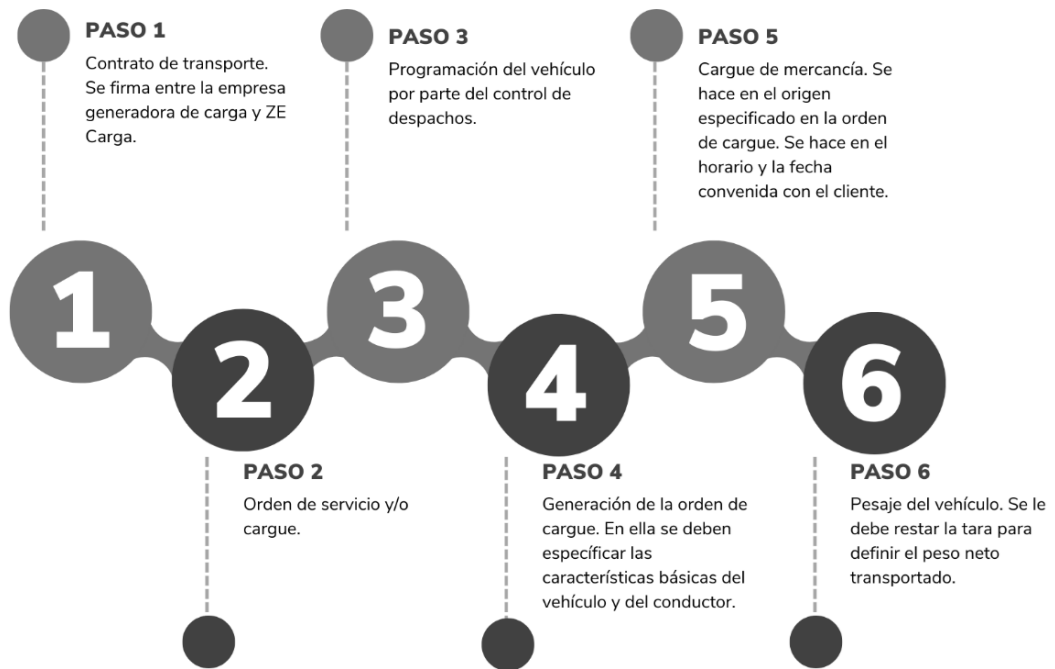 PASO 1
Contrato de transporte.
Se firma entre la empresa
generadora de carga y ZE
Carga.
PASO 3
Programación del vehículo
por parte del control de
despachos.
PASO 5
Cargue de mercancía. Se
hace en el origen
especificado en la orden
de cargue. Se hace en el
horario y la fecha
convenida con el cliente.
1
2
3
4
5
6
PASO 2
Orden de servicio y/o
cargue.
PASO 4
Generación de la orden de
cargue. En ella se deben
específicar las
características básicas del
vehículo y del conductor.
PASO 6
Pesaje del vehículo. Se le
debe restar la tara para
definir el peso neto
transportado.